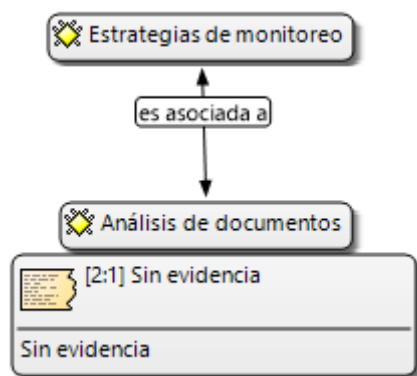 Estrategias de monitoreo
es asociada a
Análisis de documentos
[2:1] Sin evidencia
Sin evidencia